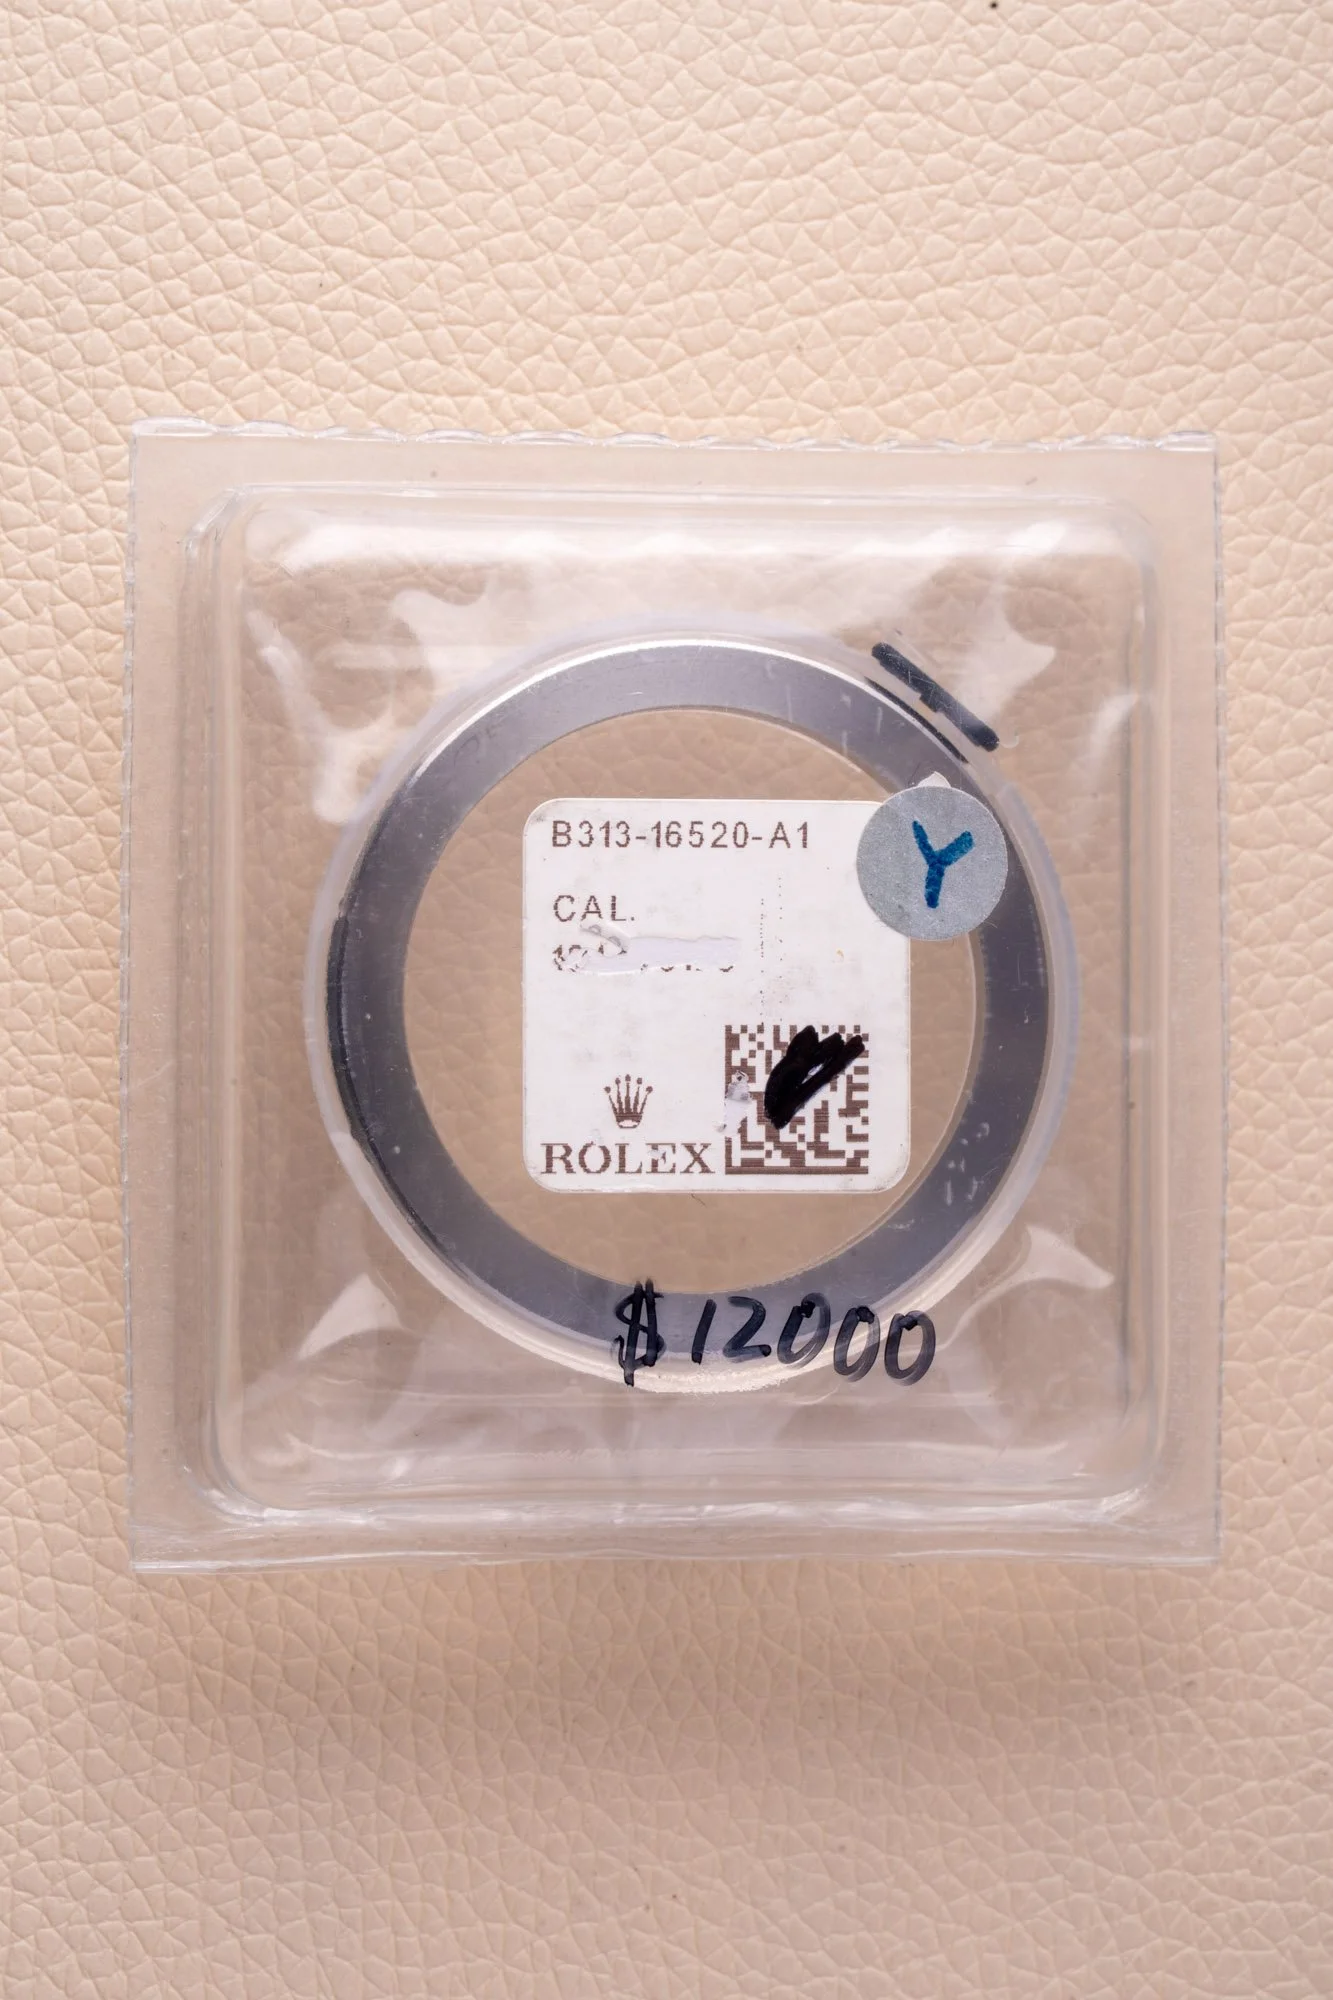 B313-16520-A1
Y
CAL.
ROLEX
$12000